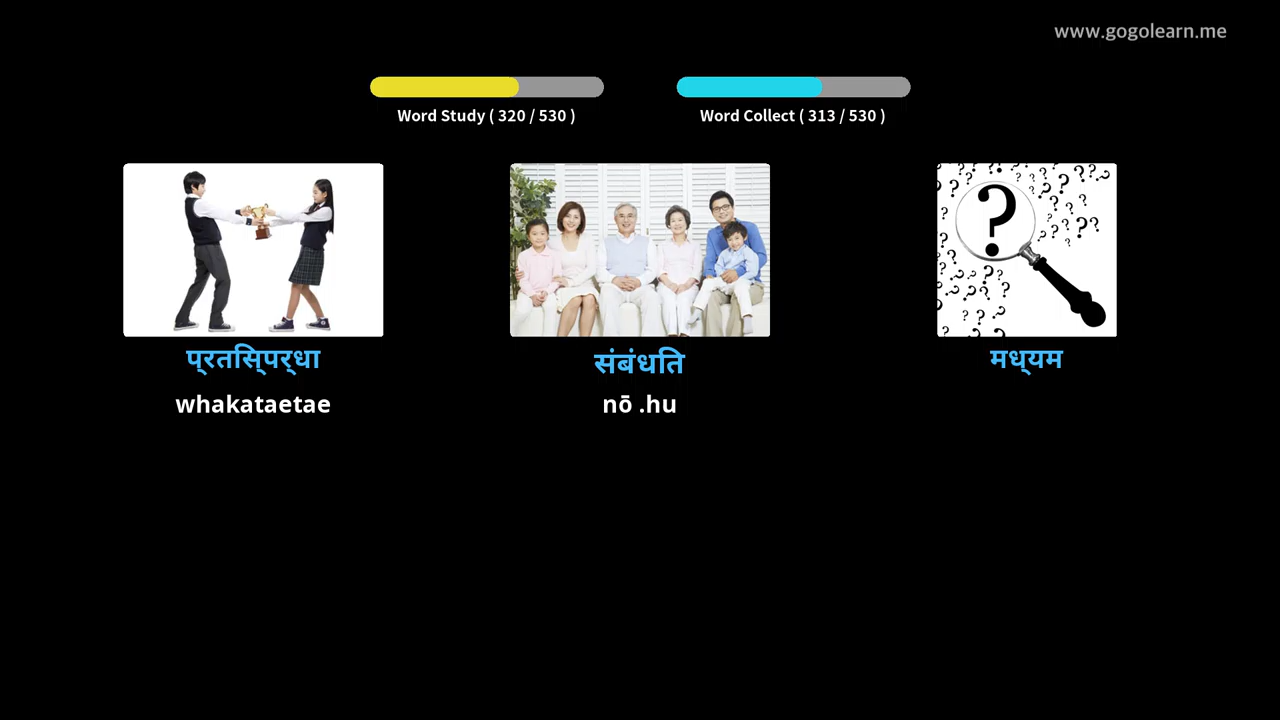 www.gogolearn.me
Word Study ( 320 / 530 )
Word Collect ( 313 / 530 )
प्रतिस्पर्धा
संबंधित
मध्यम
whakataetae
nō .hu